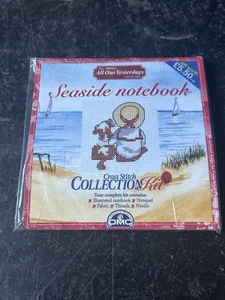 All Our Yesterdays
£5.50
Seaside notebook
Cross Stitch
COLLECTION Kit
Your complete kit contains
Illustrated notebook Notepad
Fabric Threads Needle
DMC